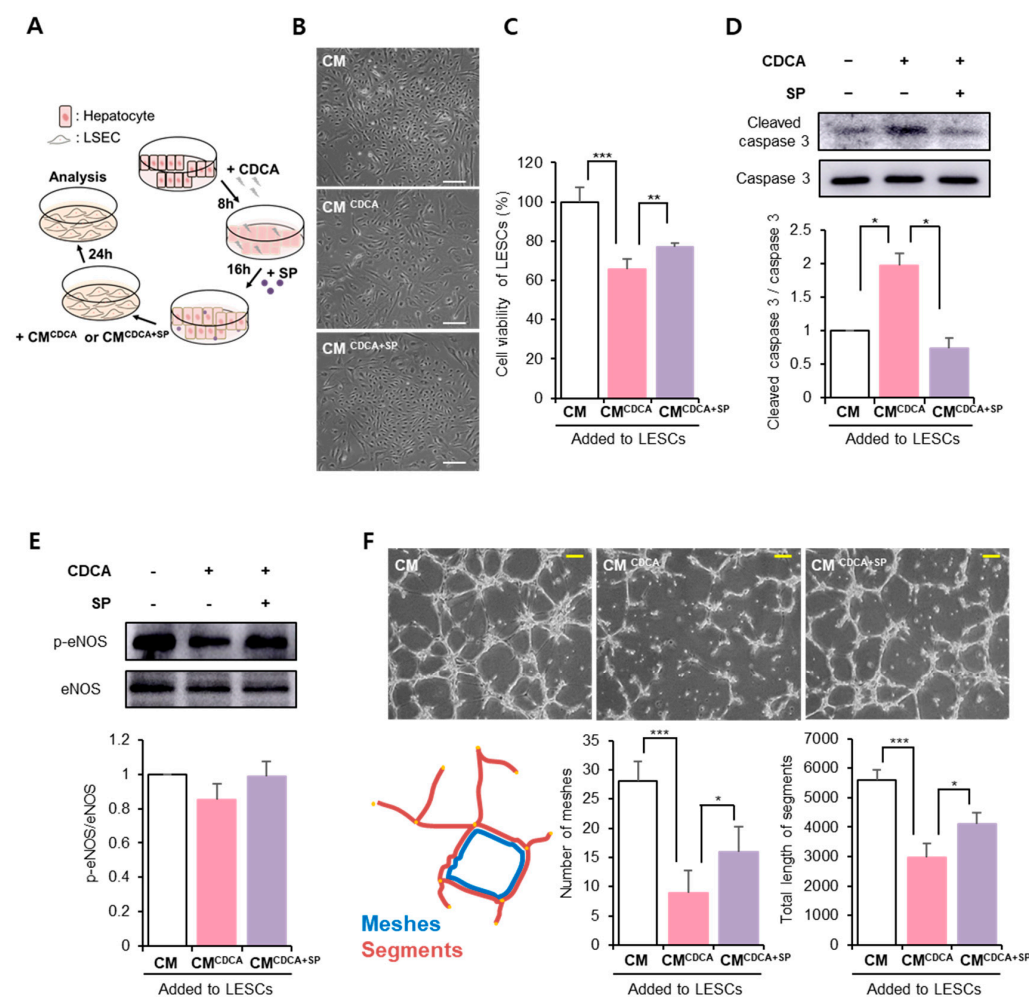 A
: Hepatocyte
: LSEC
Analysis
+ CDCA
8h
24h
16h
+ SP
+ CM^CDCA or CM^CDCA+SP
B
CM
CM CDCA
CM CDCA+SP
C
Cell viability of LESCs (%)
120
100
80
60
40
20
0
***
**
CM
CM^CDCA
CM^CDCA+SP
Added to LESCs
D
CDCA – + +
SP – – +
Cleaved
caspase 3
Caspase 3
Cleaved caspase 3 / caspase 3
2.5
2
1.5
1
0.5
0
*
*
CM
CM^CDCA
CM^CDCA+SP
Added to LESCs
E
CDCA - + +
SP - - +
p-eNOS
eNOS
p-eNOS/eNOS
1.2
1
0.8
0.6
0.4
0.2
0
CM CM^CDCA CM^CDCA+SP
Added to LESCs
F
CM
CM CDCA
CM CDCA+SP
Meshes
Segments
Number of meshes
35
30
25
20
15
10
5
0
***
*
CM CM^CDCA CM^CDCA+SP
Added to LESCs
Total length of segments
7000
6000
5000
4000
3000
2000
1000
0
***
*
CM CM^CDCA CM^CDCA+SP
Added to LESCs